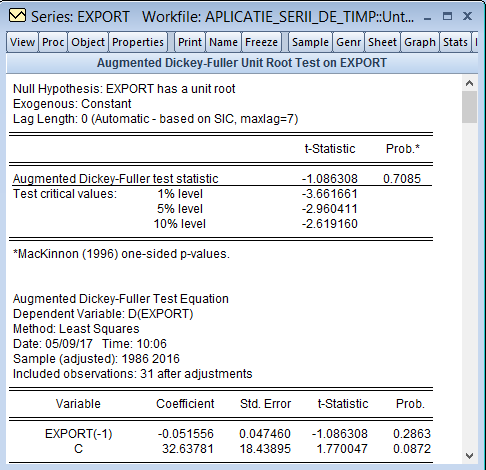 Series: EXPORT Workfile: APLICATIE_SERII_DE_TIMP::Unt...
View Proc Object Properties Print Name Freeze Sample Genr Sheet Graph Stats
Augmented Dickey-Fuller Unit Root Test on EXPORT
Null Hypothesis: EXPORT has a unit root
Exogenous: Constant
Lag Length: 0 (Automatic - based on SIC, maxlag=7)
t-Statistic Prob.*
Augmented Dickey-Fuller test statistic -1.086308 0.7085
Test critical values: 1% level -3.661661
5% level -2.960411
10% level -2.619160
*MacKinnon (1996) one-sided p-values.
Augmented Dickey-Fuller Test Equation
Dependent Variable: D(EXPORT)
Method: Least Squares
Date: 05/09/17 Time: 10:06
Sample (adjusted): 1986 2016
Included observations: 31 after adjustments
Variable Coefficient Std. Error t-Statistic Prob.
EXPORT(-1) -0.051556 0.047460 -1.086308 0.2863
C 32.63781 18.43895 1.770047 0.0872